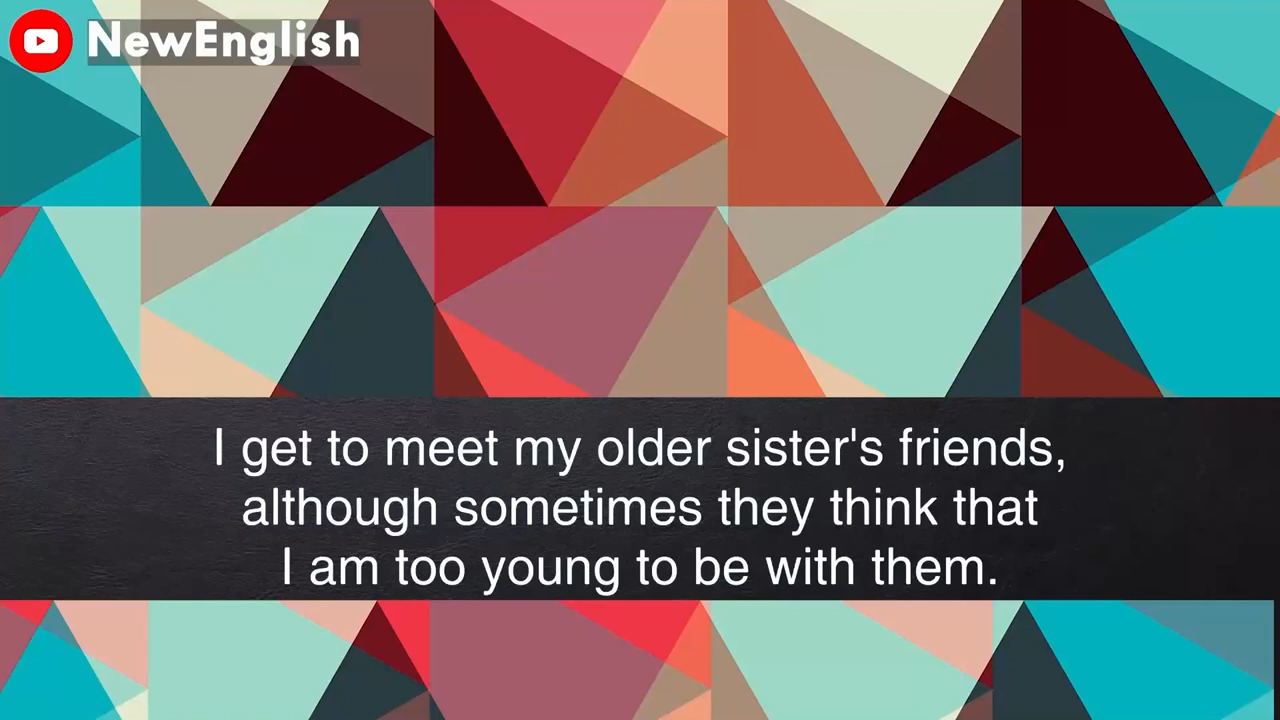 NewEnglish
I get to meet my older sister's friends,
although sometimes they think that
I am too young to be with them.